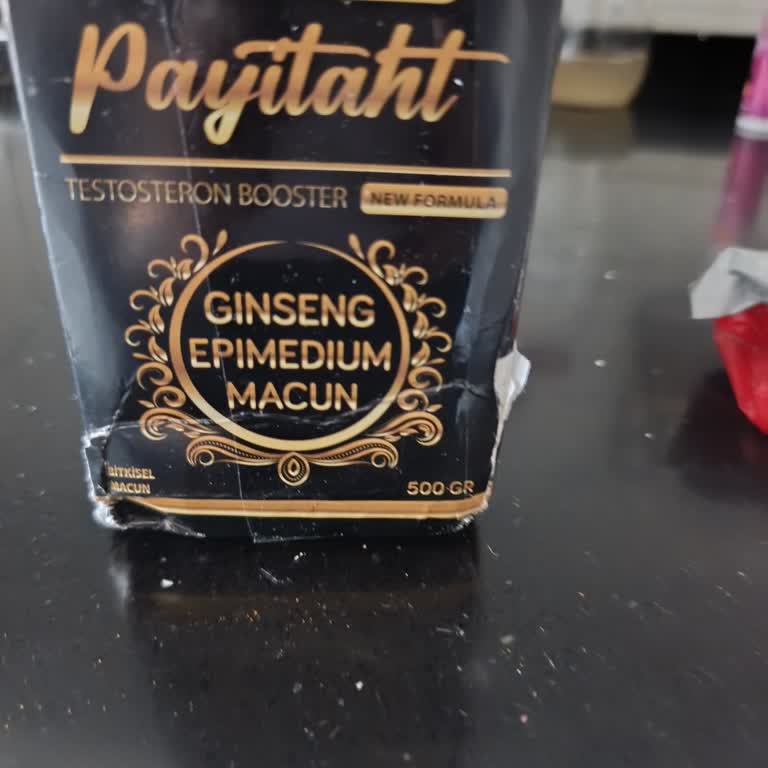 Payitaht
TESTOSTERON BOOSTER NEW FORMULA
GINSENG
EPIMEDIUM
MACUN
BİTKİSEL
MACUN
500 GR